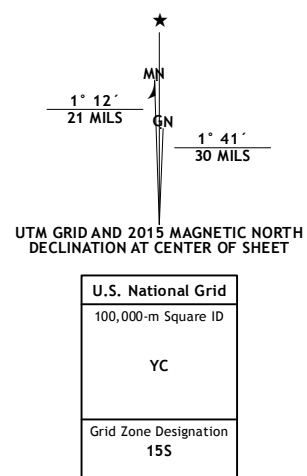 ★
MN
1° 12´
21 MILS
GN
1° 41´
30 MILS
UTM GRID AND 2015 MAGNETIC NORTH
DECLINATION AT CENTER OF SHEET
U.S. National Grid
100,000-m Square ID
YC
Grid Zone Designation
15S